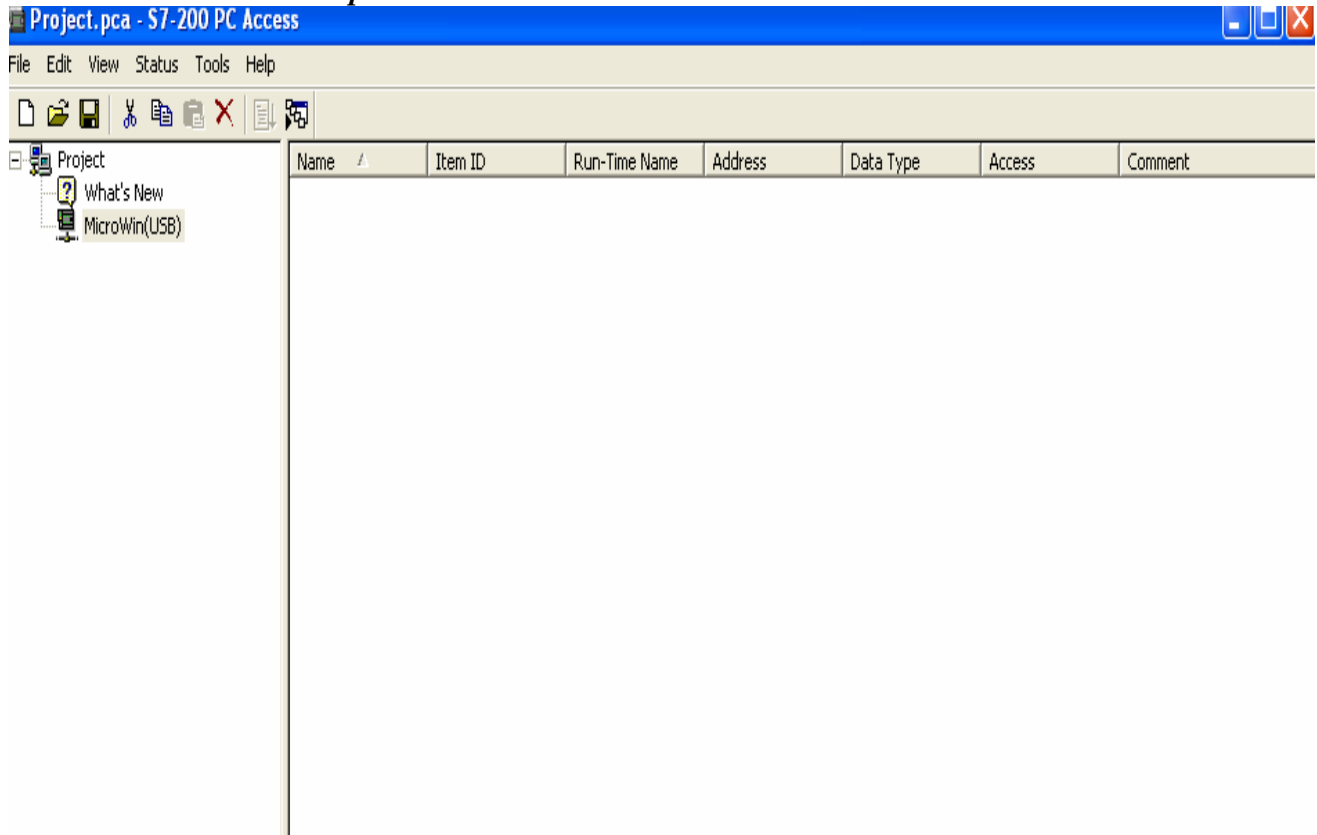 Project.pca - S7-200 PC Access
File Edit View Status Tools Help
Project
What's New
MicroWin(USB)
Name Item ID Run-Time Name Address Data Type Access Comment